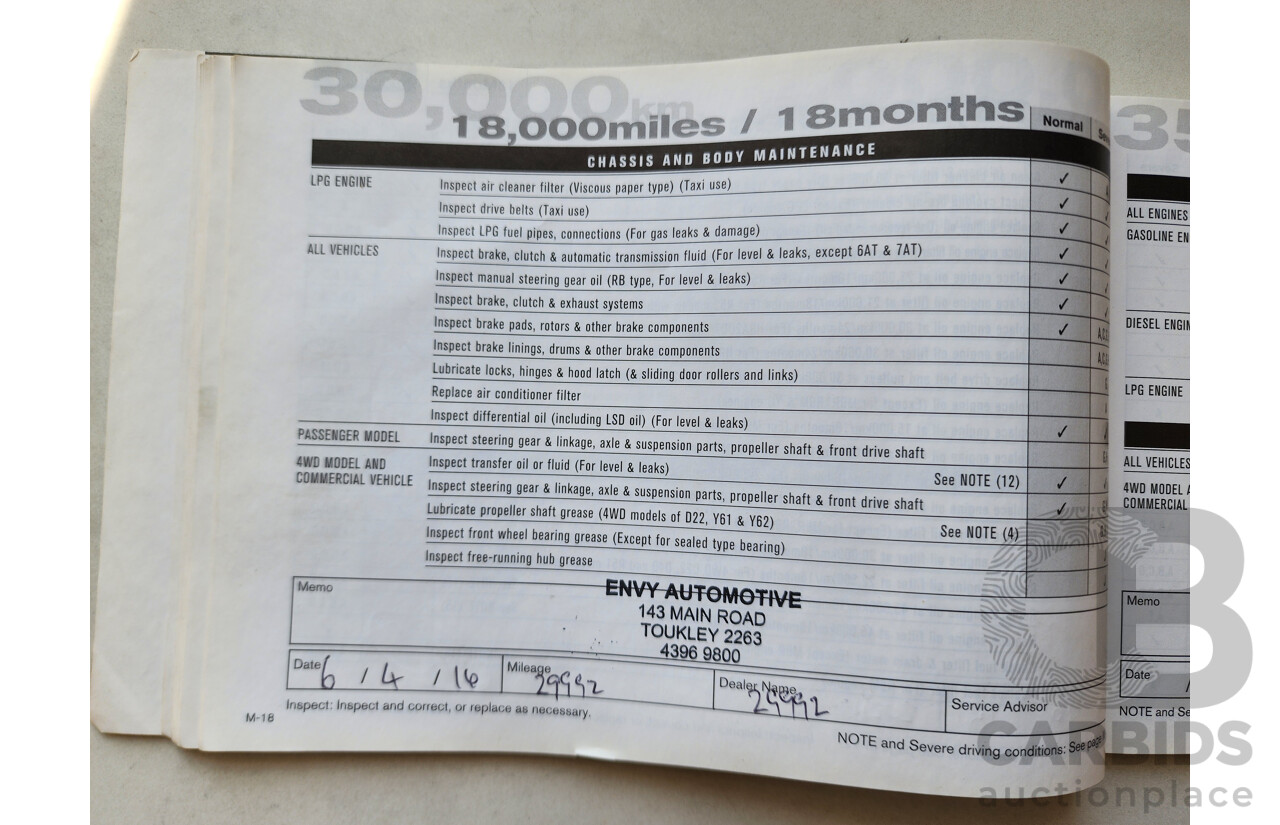 30,000km
18,000miles / 18months
Normal
CHASSIS AND BODY MAINTENANCE
LPG ENGINE Inspect air cleaner filter (Viscous paper type) (Taxi use) ✓
Inspect drive belts (Taxi use) ✓
Inspect LPG fuel pipes, connections (For gas leaks & damage) ✓
ALL VEHICLES Inspect brake, clutch & automatic transmission fluid (For level & leaks, except 6AT & 7AT) ✓
Inspect manual steering gear oil (RB type, For level & leaks) ✓
Inspect brake, clutch & exhaust systems ✓
Inspect brake pads, rotors & other brake components ✓ A,C,
Inspect brake linings, drums & other brake components A,C,
Lubricate locks, hinges & hood latch (& sliding door rollers and links)
Replace air conditioner filter
Inspect differential oil (including LSD oil) (For level & leaks) ✓
PASSENGER MODEL Inspect steering gear & linkage, axle & suspension parts, propeller shaft & front drive shaft
4WD MODEL AND COMMERCIAL VEHICLE Inspect transfer oil or fluid (For level & leaks) See NOTE (12) ✓
Inspect steering gear & linkage, axle & suspension parts, propeller shaft & front drive shaft ✓
Lubricate propeller shaft grease (4WD models of D22, Y61 & Y62) See NOTE (4)
Inspect front wheel bearing grease (Except for sealed type bearing)
Inspect free-running hub grease
Memo
ENVY AUTOMOTIVE
143 MAIN ROAD
TOUKLEY 2263
4396 9800
Date 6 / 4 / 16 Mileage 29992 Dealer Name 29992 Service Advisor
Inspect: Inspect and correct, or replace as necessary.
M-18
NOTE and Severe driving conditions: See page
35
ALL ENGINES
GASOLINE EN
DIESEL ENGIN
LPG ENGINE
ALL VEHICLES
4WD MODEL A
COMMERCIAL
Memo
Date /
NOTE and Se
CB
CARBIDS
auctionplace